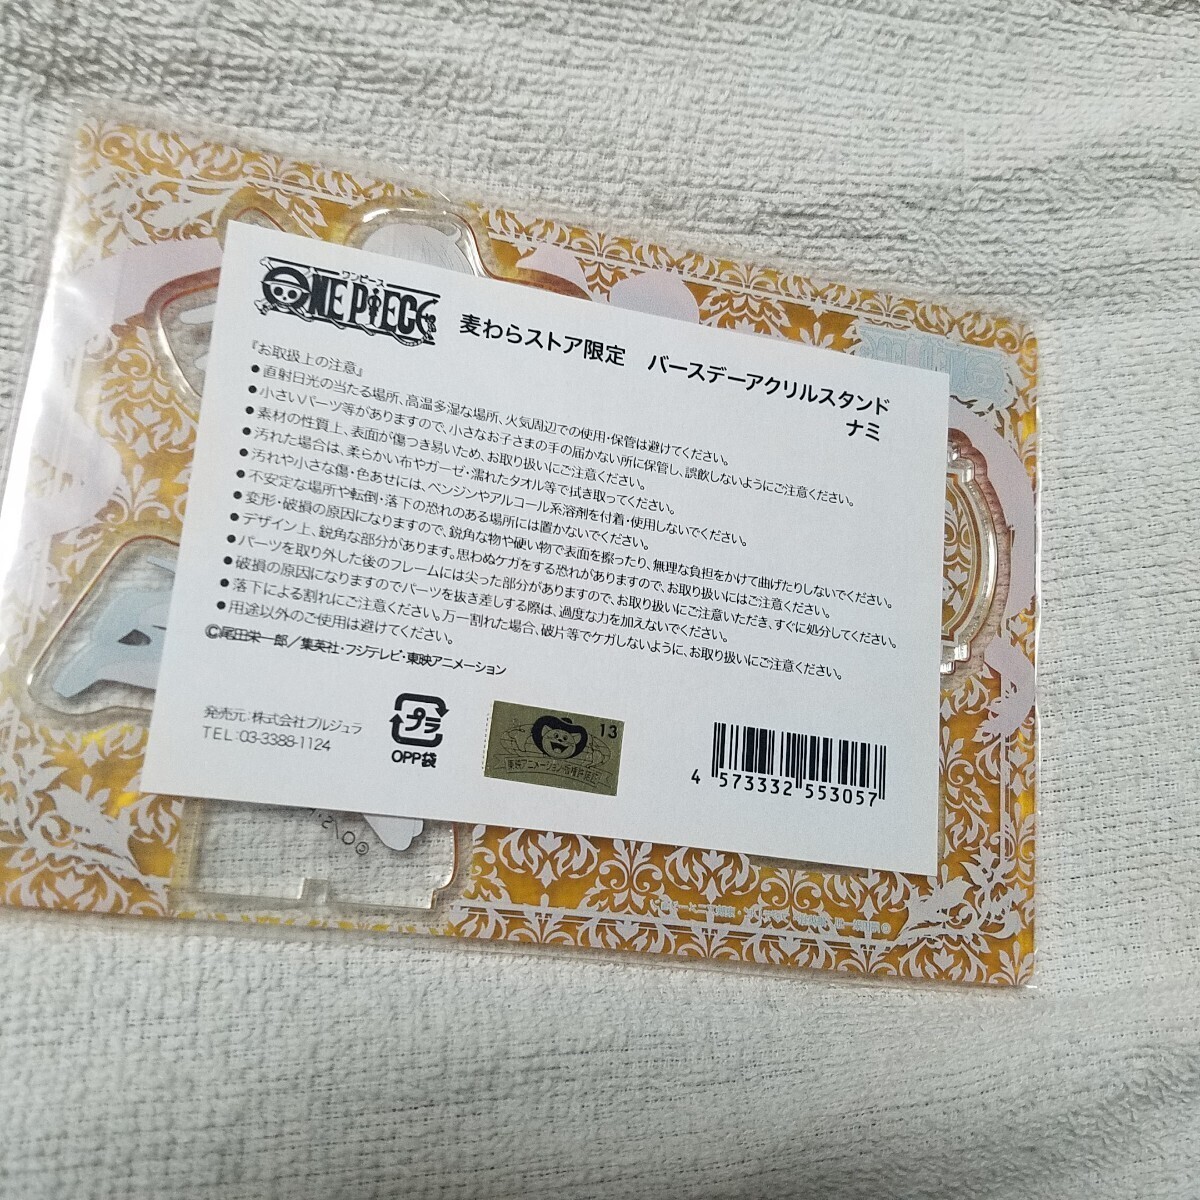 ワンピース
ONE PIECE
麦わらストア限定 バースデーアクリルスタンド
ナミ
『お取扱上の注意』
●直射日光の当たる場所、高温多湿な場所、火気周辺での使用・保管は避けてください。
●小さいパーツ等がありますので、小さなお子さまの手の届かない所に保管し、誤飲しないようにご注意ください。
●素材の性質上、表面が傷つき易いため、お取り扱いにご注意ください。
●汚れた場合は、柔らかい布やガーゼ・濡れたタオル等で拭き取ってください。
●汚れや小さな傷・色あせには、ベンジンやアルコール系溶剤を付着・使用しないでください。
●不安定な場所や転倒・落下の恐れのある場所には置かないでください。
●変形・破損の原因になりますので、鋭角な物や硬い物で表面を擦ったり、無理な負担をかけて曲げたりしないでください。
●デザイン上、鋭角な部分があります。思わぬケガをする恐れがありますので、お取り扱いにはご注意ください。
●パーツを取り外した後のフレームには尖った部分がありますので、お取り扱いにご注意いただき、すぐに処分してください。
●破損の原因になりますのでパーツを抜き差しする際は、過度な力を加えないでください。
●落下による割れにご注意ください。万一割れた場合、破片等でケガしないように、お取り扱いにご注意ください。
●用途以外のご使用は避けてください。
©尾田栄一郎／集英社・フジテレビ・東映アニメーション
発売元：株式会社プルジュラ
TEL:03-3388-1124
プラ
OPP袋
13
4 573332 553057